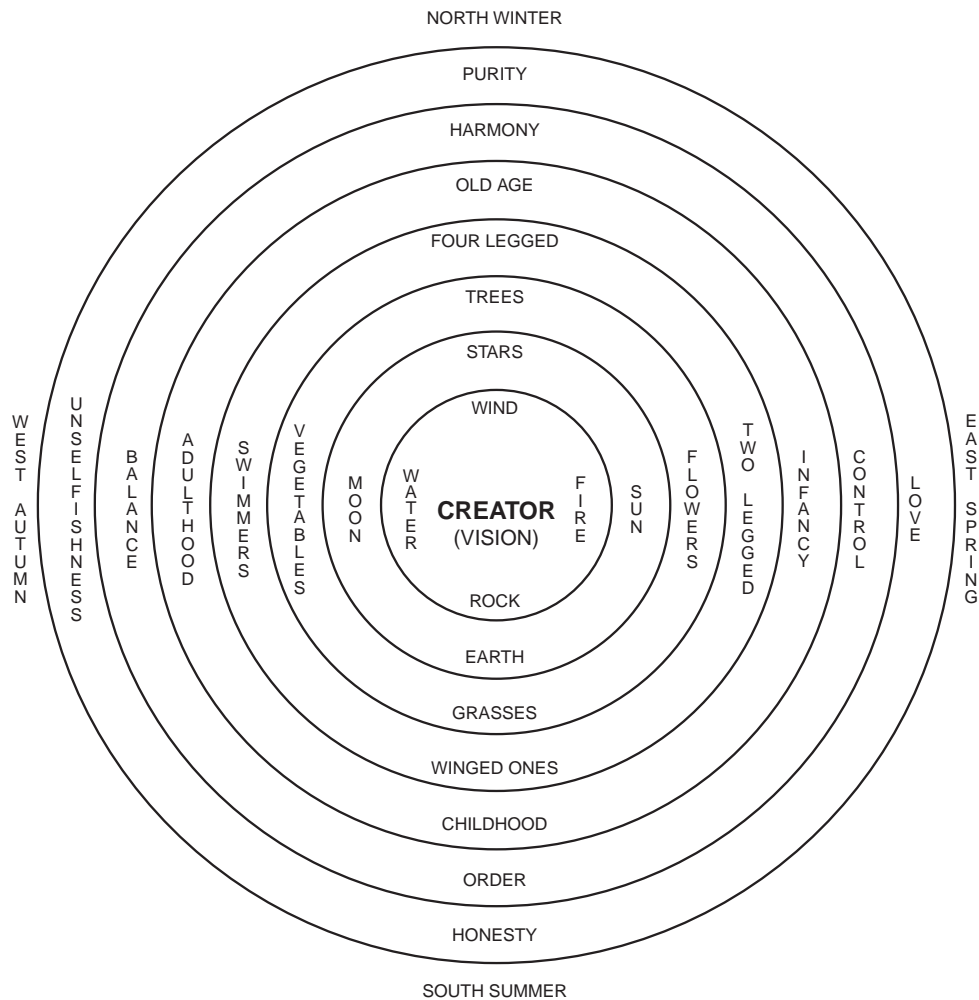 NORTH WINTER
PURITY
HARMONY
OLD AGE
FOUR LEGGED
TREES
STARS
WIND
WEST AUTUMN
UNSELFISHNESS
BALANCE
ADULTHOOD
SWIMMERS
VEGETABLES
MOON
WATER
CREATOR
(VISION)
FIRE
SUN
FLOWERS
TWO LEGGED
INFANCY
CONTROL
LOVE
EAST SPRING
ROCK
EARTH
GRASSES
WINGED ONES
CHILDHOOD
ORDER
HONESTY
SOUTH SUMMER